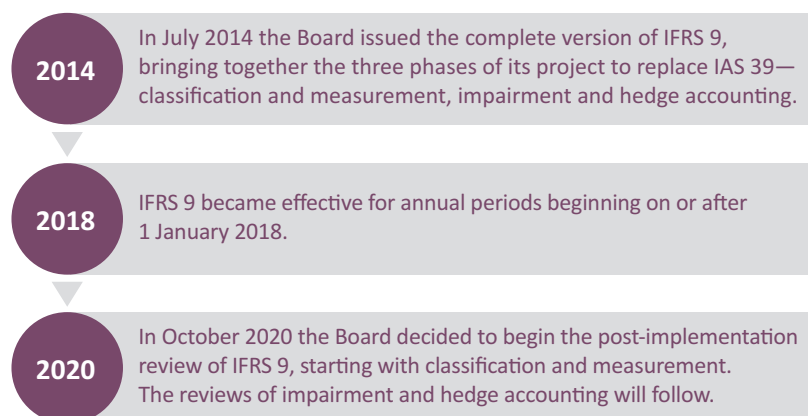 2014
In July 2014 the Board issued the complete version of IFRS 9,
bringing together the three phases of its project to replace IAS 39—
classification and measurement, impairment and hedge accounting.
2018
IFRS 9 became effective for annual periods beginning on or after
1 January 2018.
2020
In October 2020 the Board decided to begin the post-implementation
review of IFRS 9, starting with classification and measurement.
The reviews of impairment and hedge accounting will follow.